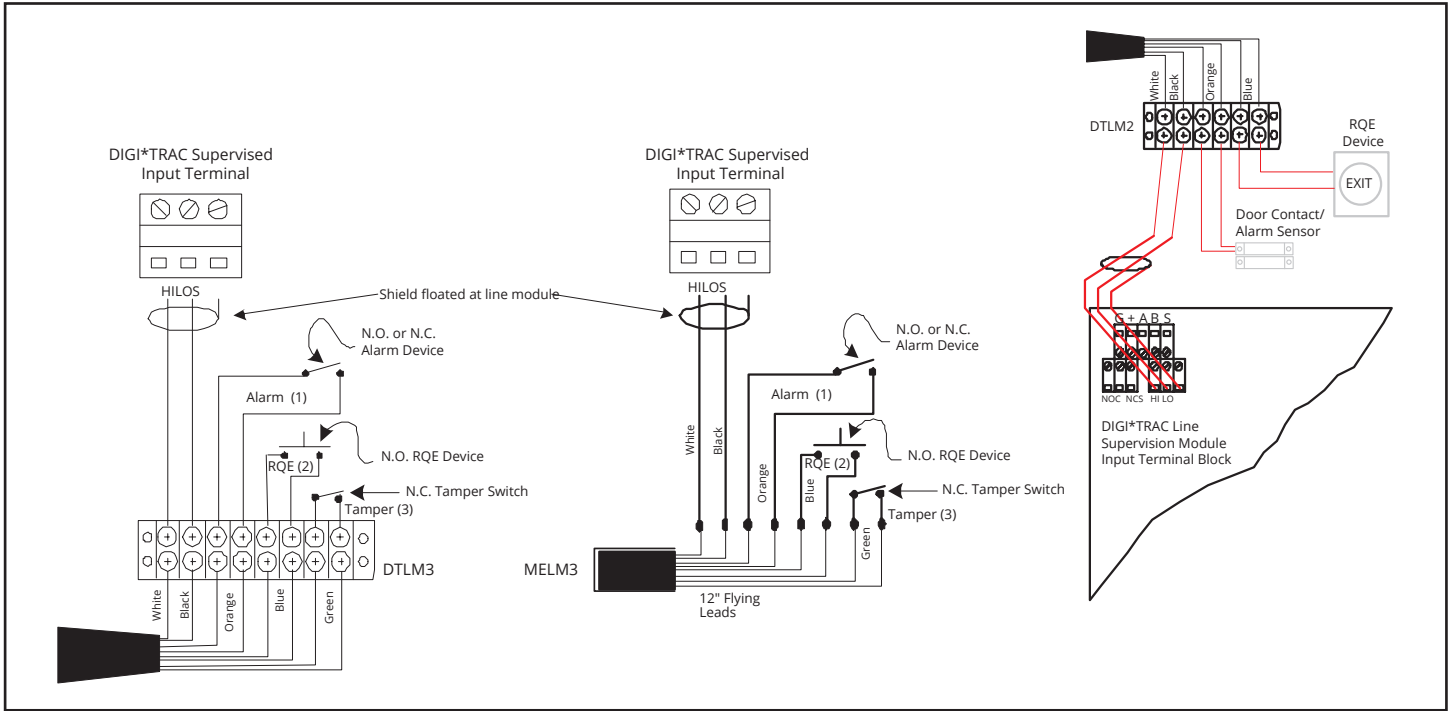 DIGI*TRAC Supervised
Input Terminal
HILOS
Shield floated at line module
N.O. or N.C.
Alarm Device
Alarm (1)
RQE (2)
N.O. RQE Device
N.C. Tamper Switch
Tamper (3)
DTLM3
White
Black
Orange
Blue
Green
DIGI*TRAC Supervised
Input Terminal
HILOS
N.O. or N.C.
Alarm Device
Alarm (1)
White
Black
Orange
Blue
RQE (2)
N.O. RQE Device
N.C. Tamper Switch
Tamper (3)
Green
MELM3
12" Flying
Leads
White
Black
Orange
Blue
DTLM2
RQE
Device
EXIT
Door Contact/
Alarm Sensor
G + A B S
NOC NCS HI LO
DIGI*TRAC Line
Supervision Module
Input Terminal Block